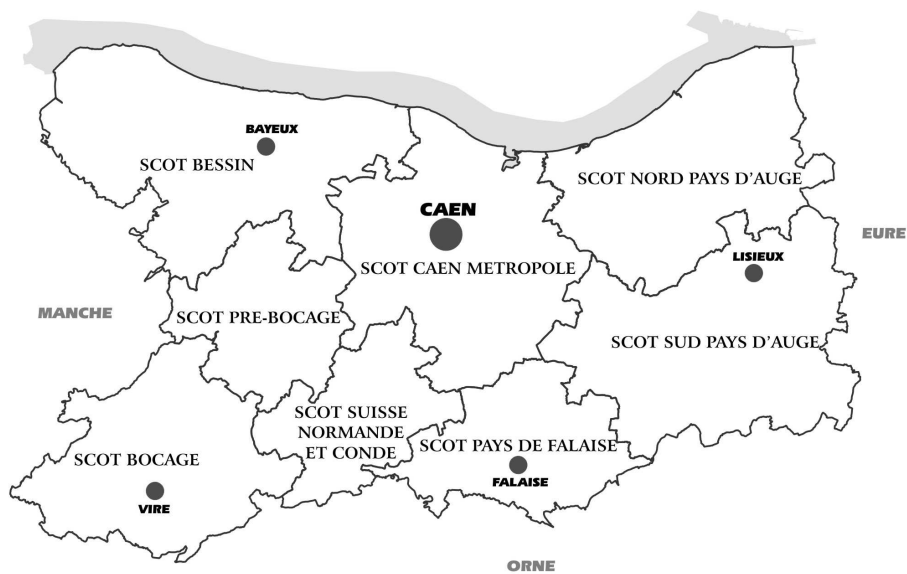 BAYEUX
SCOT BESSIN
SCOT NORD PAYS D'AUGE
CAEN
EURE
LISIEUX
SCOT CAEN METROPOLE
MANCHE
SCOT PRE-BOCAGE
SCOT SUD PAYS D'AUGE
SCOT SUISSE
NORMANDE
ET CONDE
SCOT PAYS DE FALAISE
SCOT BOCAGE
FALAISE
VIRE
ORNE